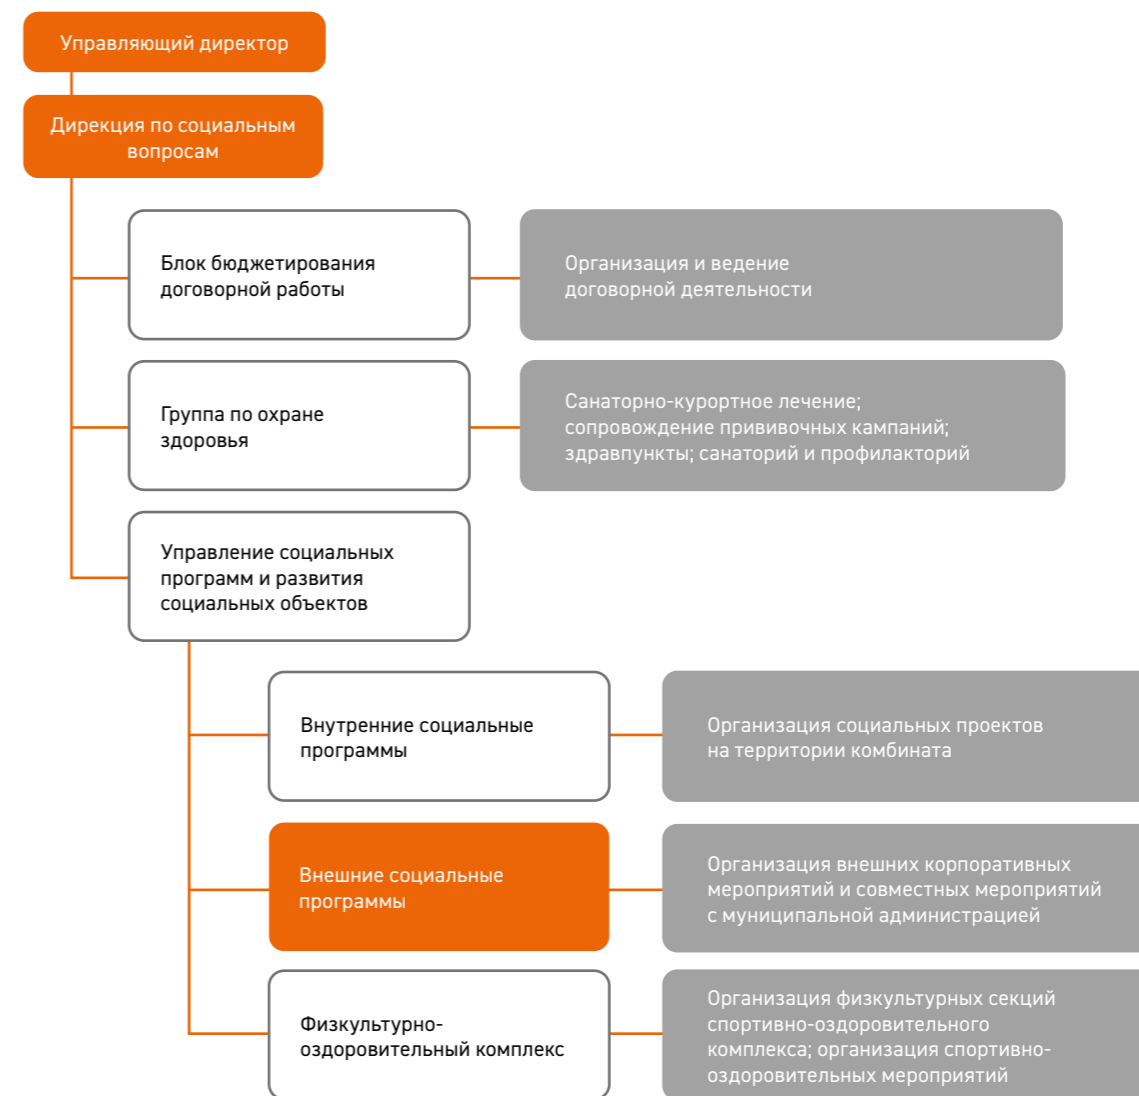 Управляющий директор
Дирекция по социальным
вопросам
Блок бюджетирования
договорной работы
Организация и ведение
договорной деятельности
Группа по охране
здоровья
Санаторно-курортное лечение;
сопровождение прививочных кампаний;
здравпункты; санаторий и профилакторий
Управление социальных
программ и развития
социальных объектов
Внутренние социальные
программы
Организация социальных проектов
на территории комбината
Внешние социальные
программы
Организация внешних корпоративных
мероприятий и совместных мероприятий
с муниципальной администрацией
Физкультурно-
оздоровительный комплекс
Организация физкультурных секций
спортивно-оздоровительного
комплекса; организация спортивно-
оздоровительных мероприятий